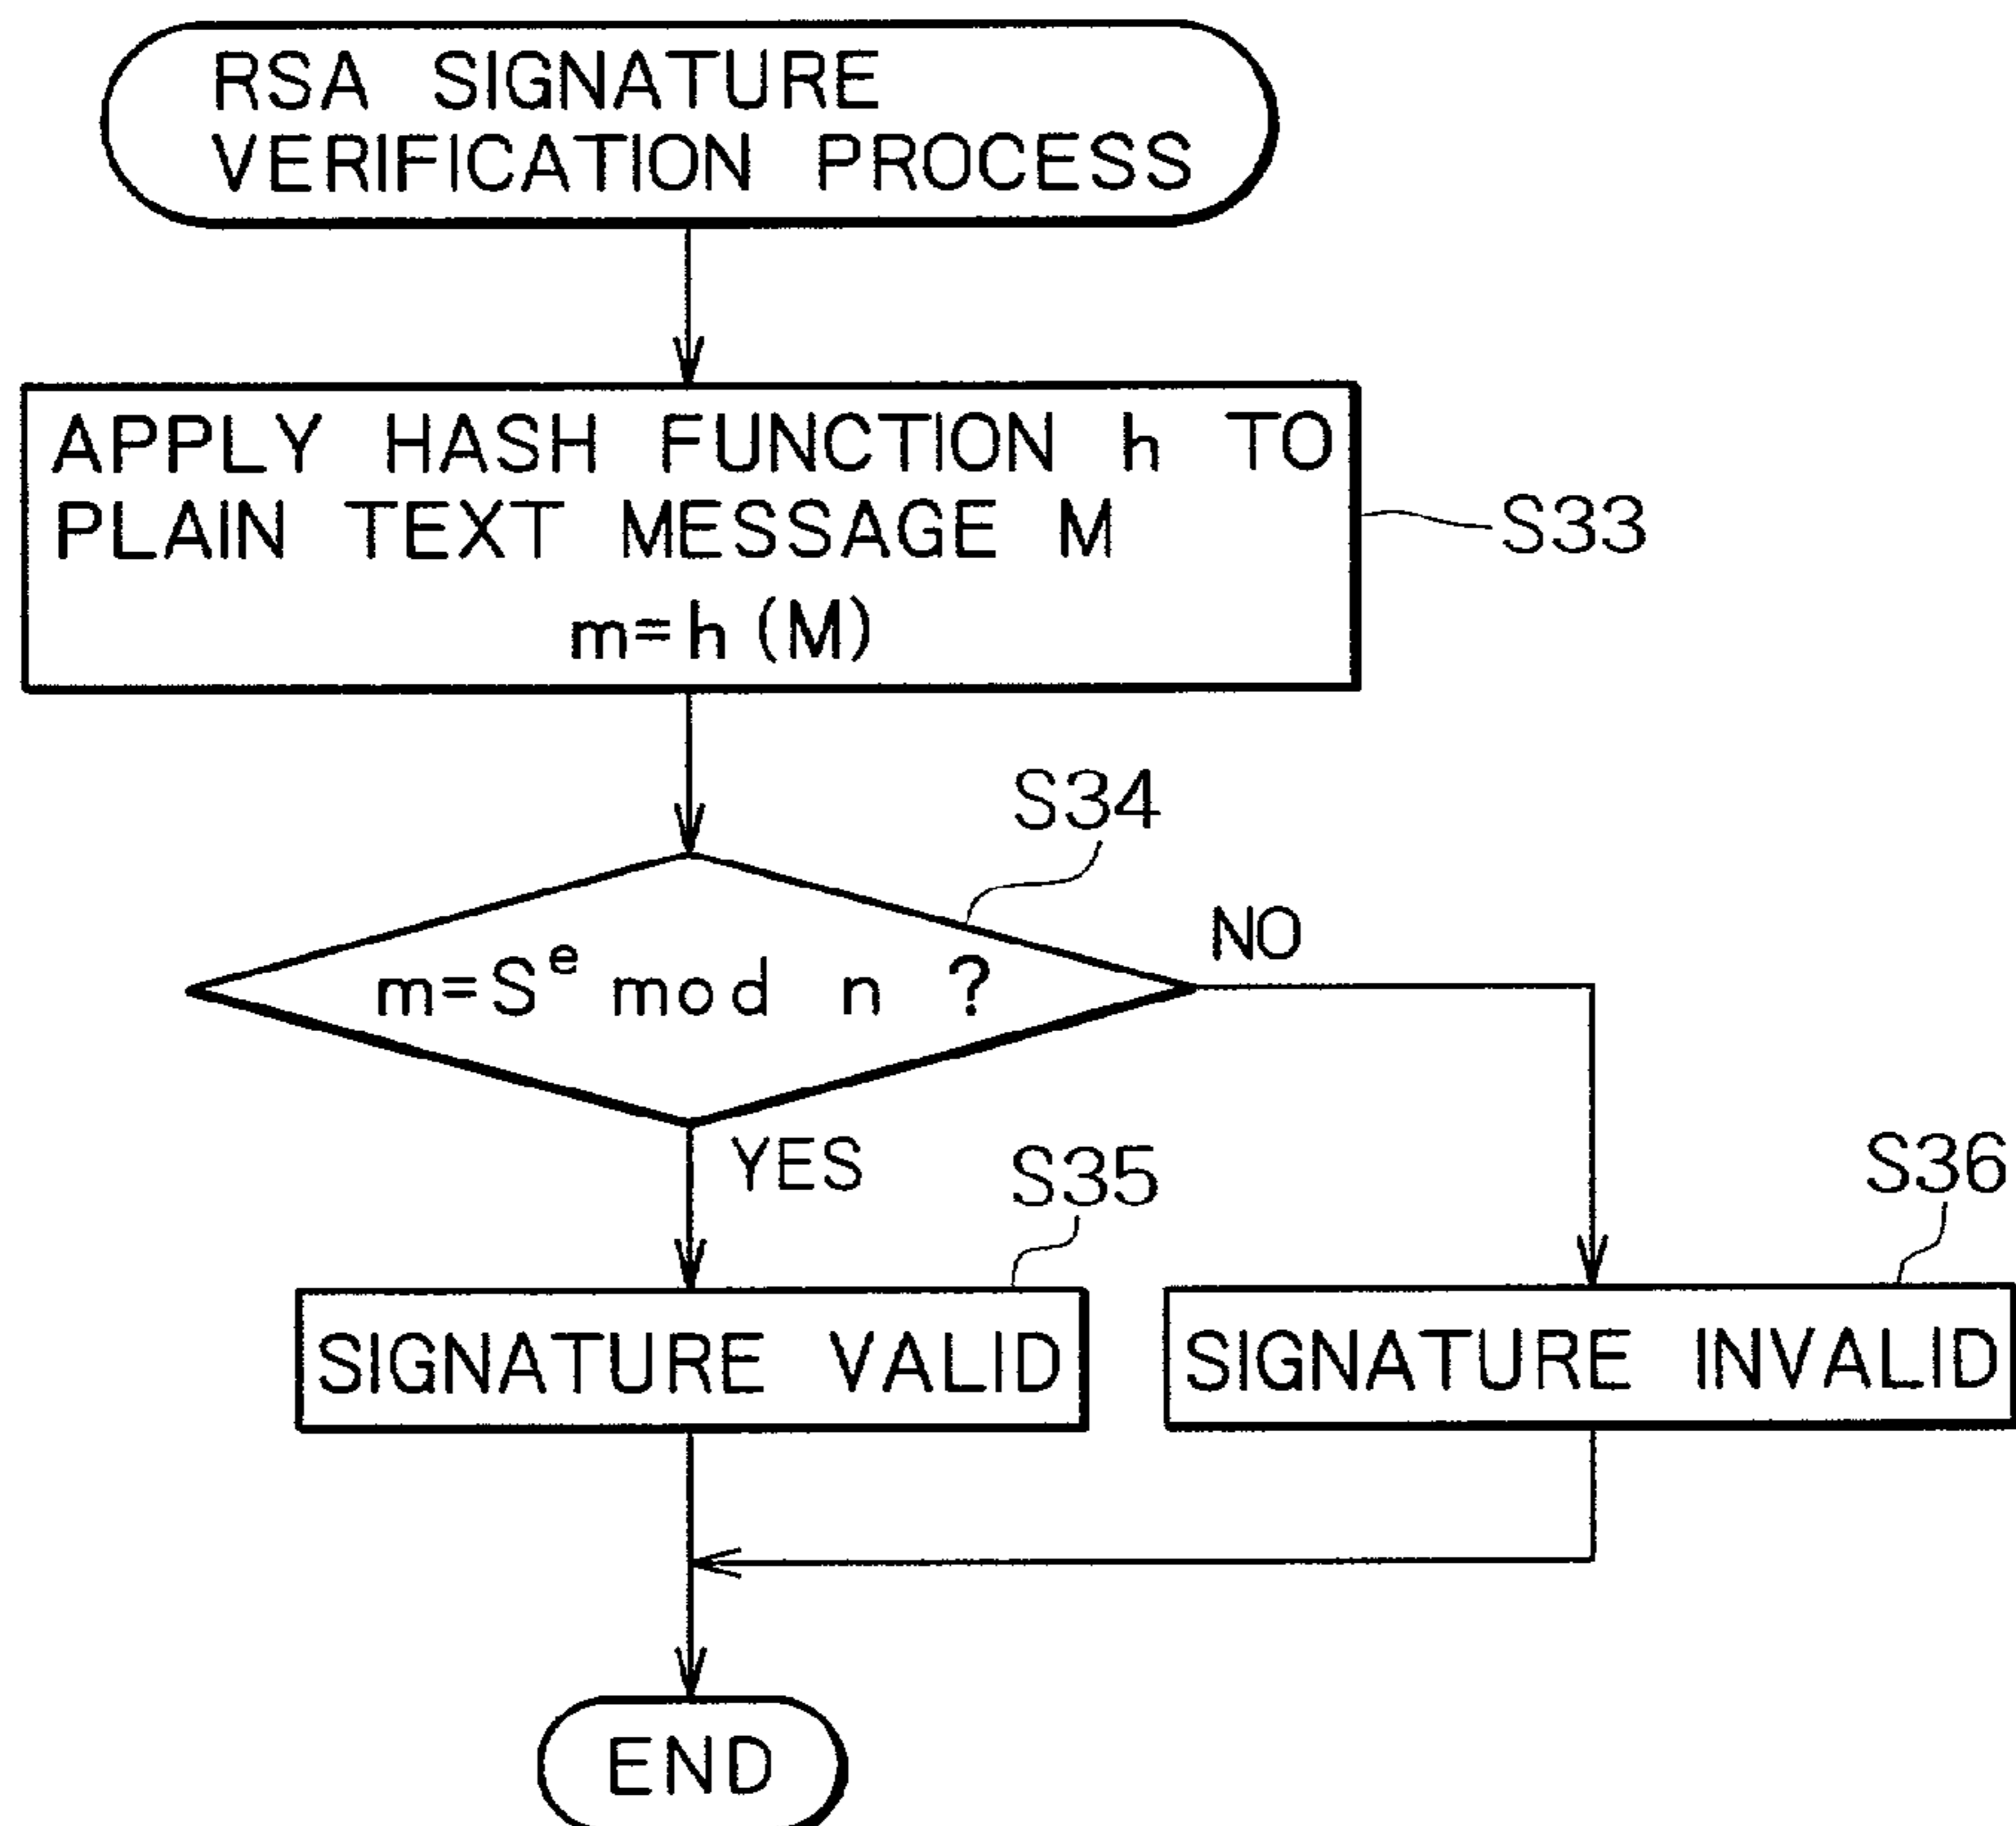 RSA SIGNATURE
VERIFICATION PROCESS
APPLY HASH FUNCTION h TO
PLAIN TEXT MESSAGE M
m=h (M)
S33
S34
m=S^e mod n ?
NO
YES
S35
S36
SIGNATURE VALID
SIGNATURE INVALID
END